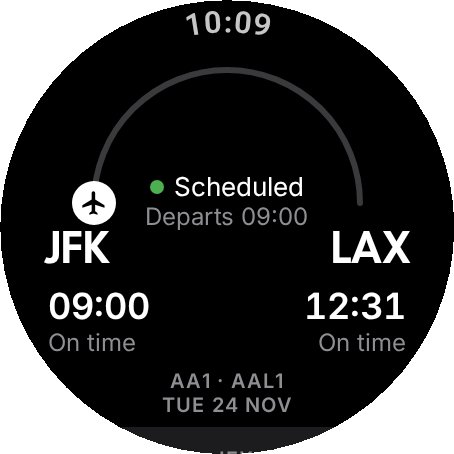 10:09
Scheduled
Departs 09:00
JFK LAX
09:00 12:31
On time On time
AA1 · AAL1
TUE 24 NOV